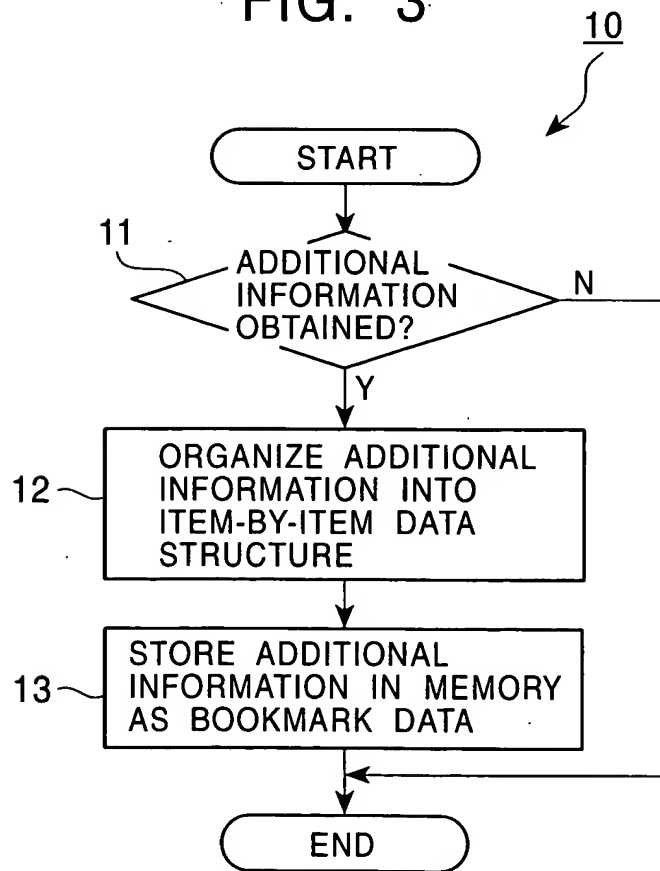 FIG. 3
10
START
11
ADDITIONAL
INFORMATION
OBTAINED?
N
Y
12
ORGANIZE ADDITIONAL
INFORMATION INTO
ITEM-BY-ITEM DATA
STRUCTURE
13
STORE ADDITIONAL
INFORMATION IN MEMORY
AS BOOKMARK DATA
END